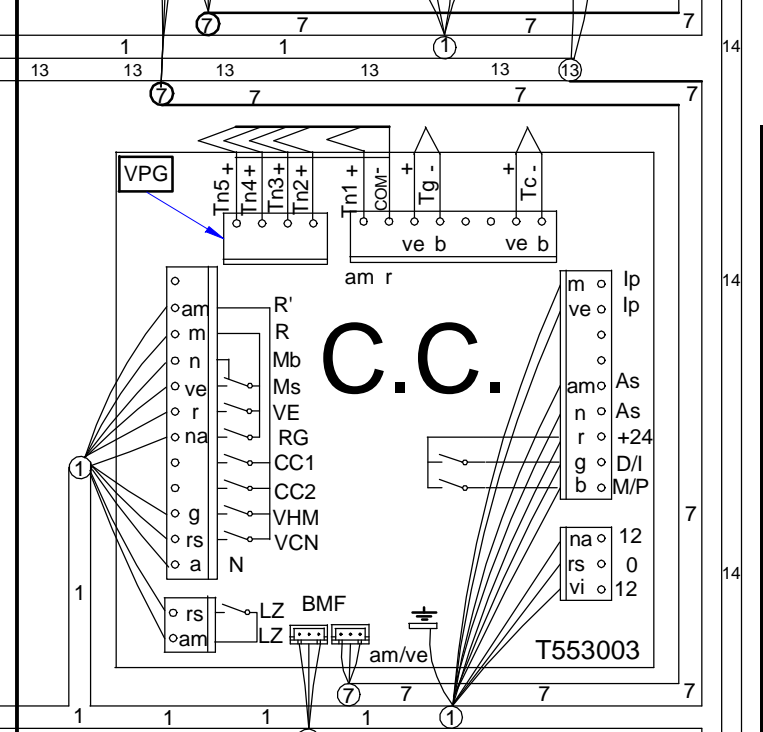 7
7
7
7
1
1
1
14
13
13
13
13
13
13
7
7
7
7
VPG
Tn5 +
Tn4 +
Tn3 +
Tn2 +
Tn1 +
COM -
+ Tg -
+ Tc -
ve b
ve b
am r
14
am R'
m R
n Mb
ve Ms
r VE
na RG
CC1
CC2
g VHM
rs VCN
a N
1
C.C.
m Ip
ve Ip
am As
n As
r +24
g D/I
b M/P
7
na 12
rs 0
vi 12
14
1
rs LZ
am LZ
BMF
am/ve
T553003
7
7
7
7
1
1
1
1
1